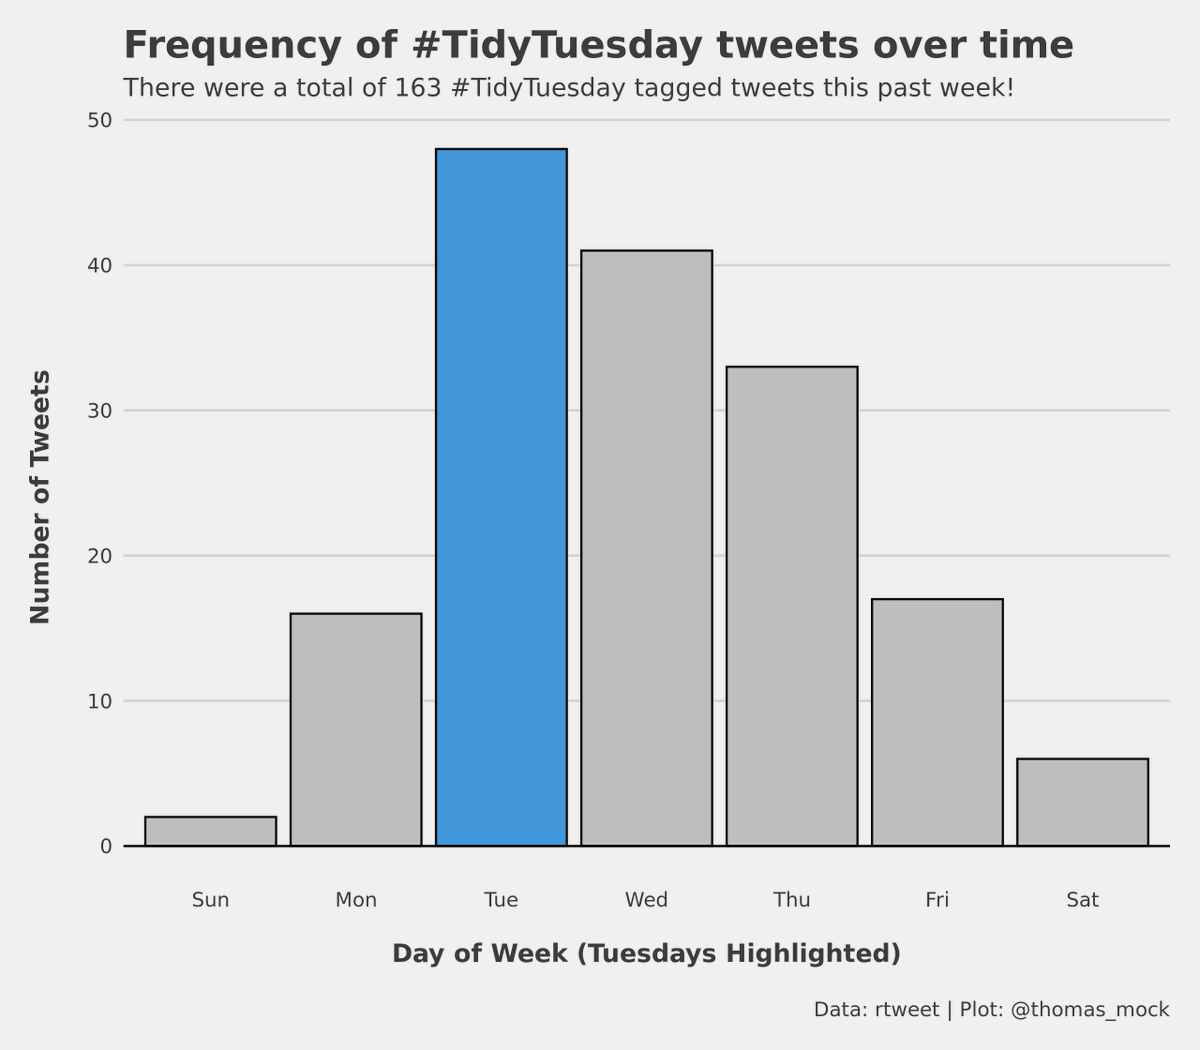 Frequency of #TidyTuesday tweets over time
There were a total of 163 #TidyTuesday tagged tweets this past week!
Number of Tweets
50
40
30
20
10
0
Sun Mon Tue Wed Thu Fri Sat
Day of Week (Tuesdays Highlighted)
Data: rtweet | Plot: @thomas_mock